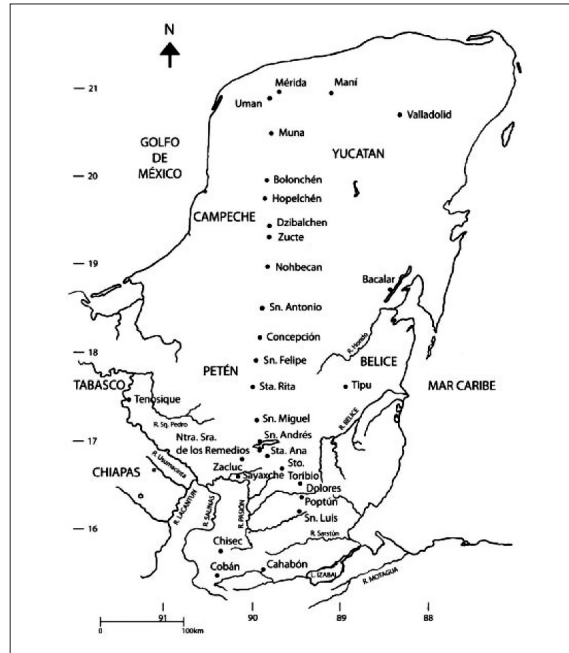 N
21
Mérida
Maní
Uman
Valladolid
GOLFO
DE
MÉXICO
Muna
YUCATAN
20
Bolonchén
Hopelchén
CAMPECHE
Dzibalchen
Zucte
19
Nohbecan
Bacalar
Sn. Antonio
Concepción
R. Hondo
18
Sn. Felipe
BELICE
PETÉN
TABASCO
Sta. Rita
Tipu
MAR CARIBE
Tenosique
R. Sn. Pedro
Sn. Miguel
R. BELICE
Sn. Andrés
17
Ntra. Sra.
de los Remedios
Sta. Ana
Sto.
Toribio
CHIAPAS
R. Usumacinta
Zacluc
Sayaxche
Dolores
R. LACANTUN
R. SALINAS
R. PASIÓN
Poptún
Sn. Luis
16
R. Sarstún
Chisec
Cobán
Cahabón
L. IZABAL
R. MOTAGUA
91
90
89
88
0
100km